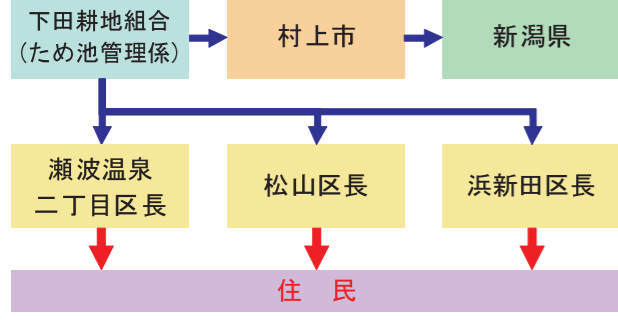 下田耕地組合
（ため池管理係）
村上市
新潟県
瀬波温泉
二丁目区長
松山区長
浜新田区長
住　民